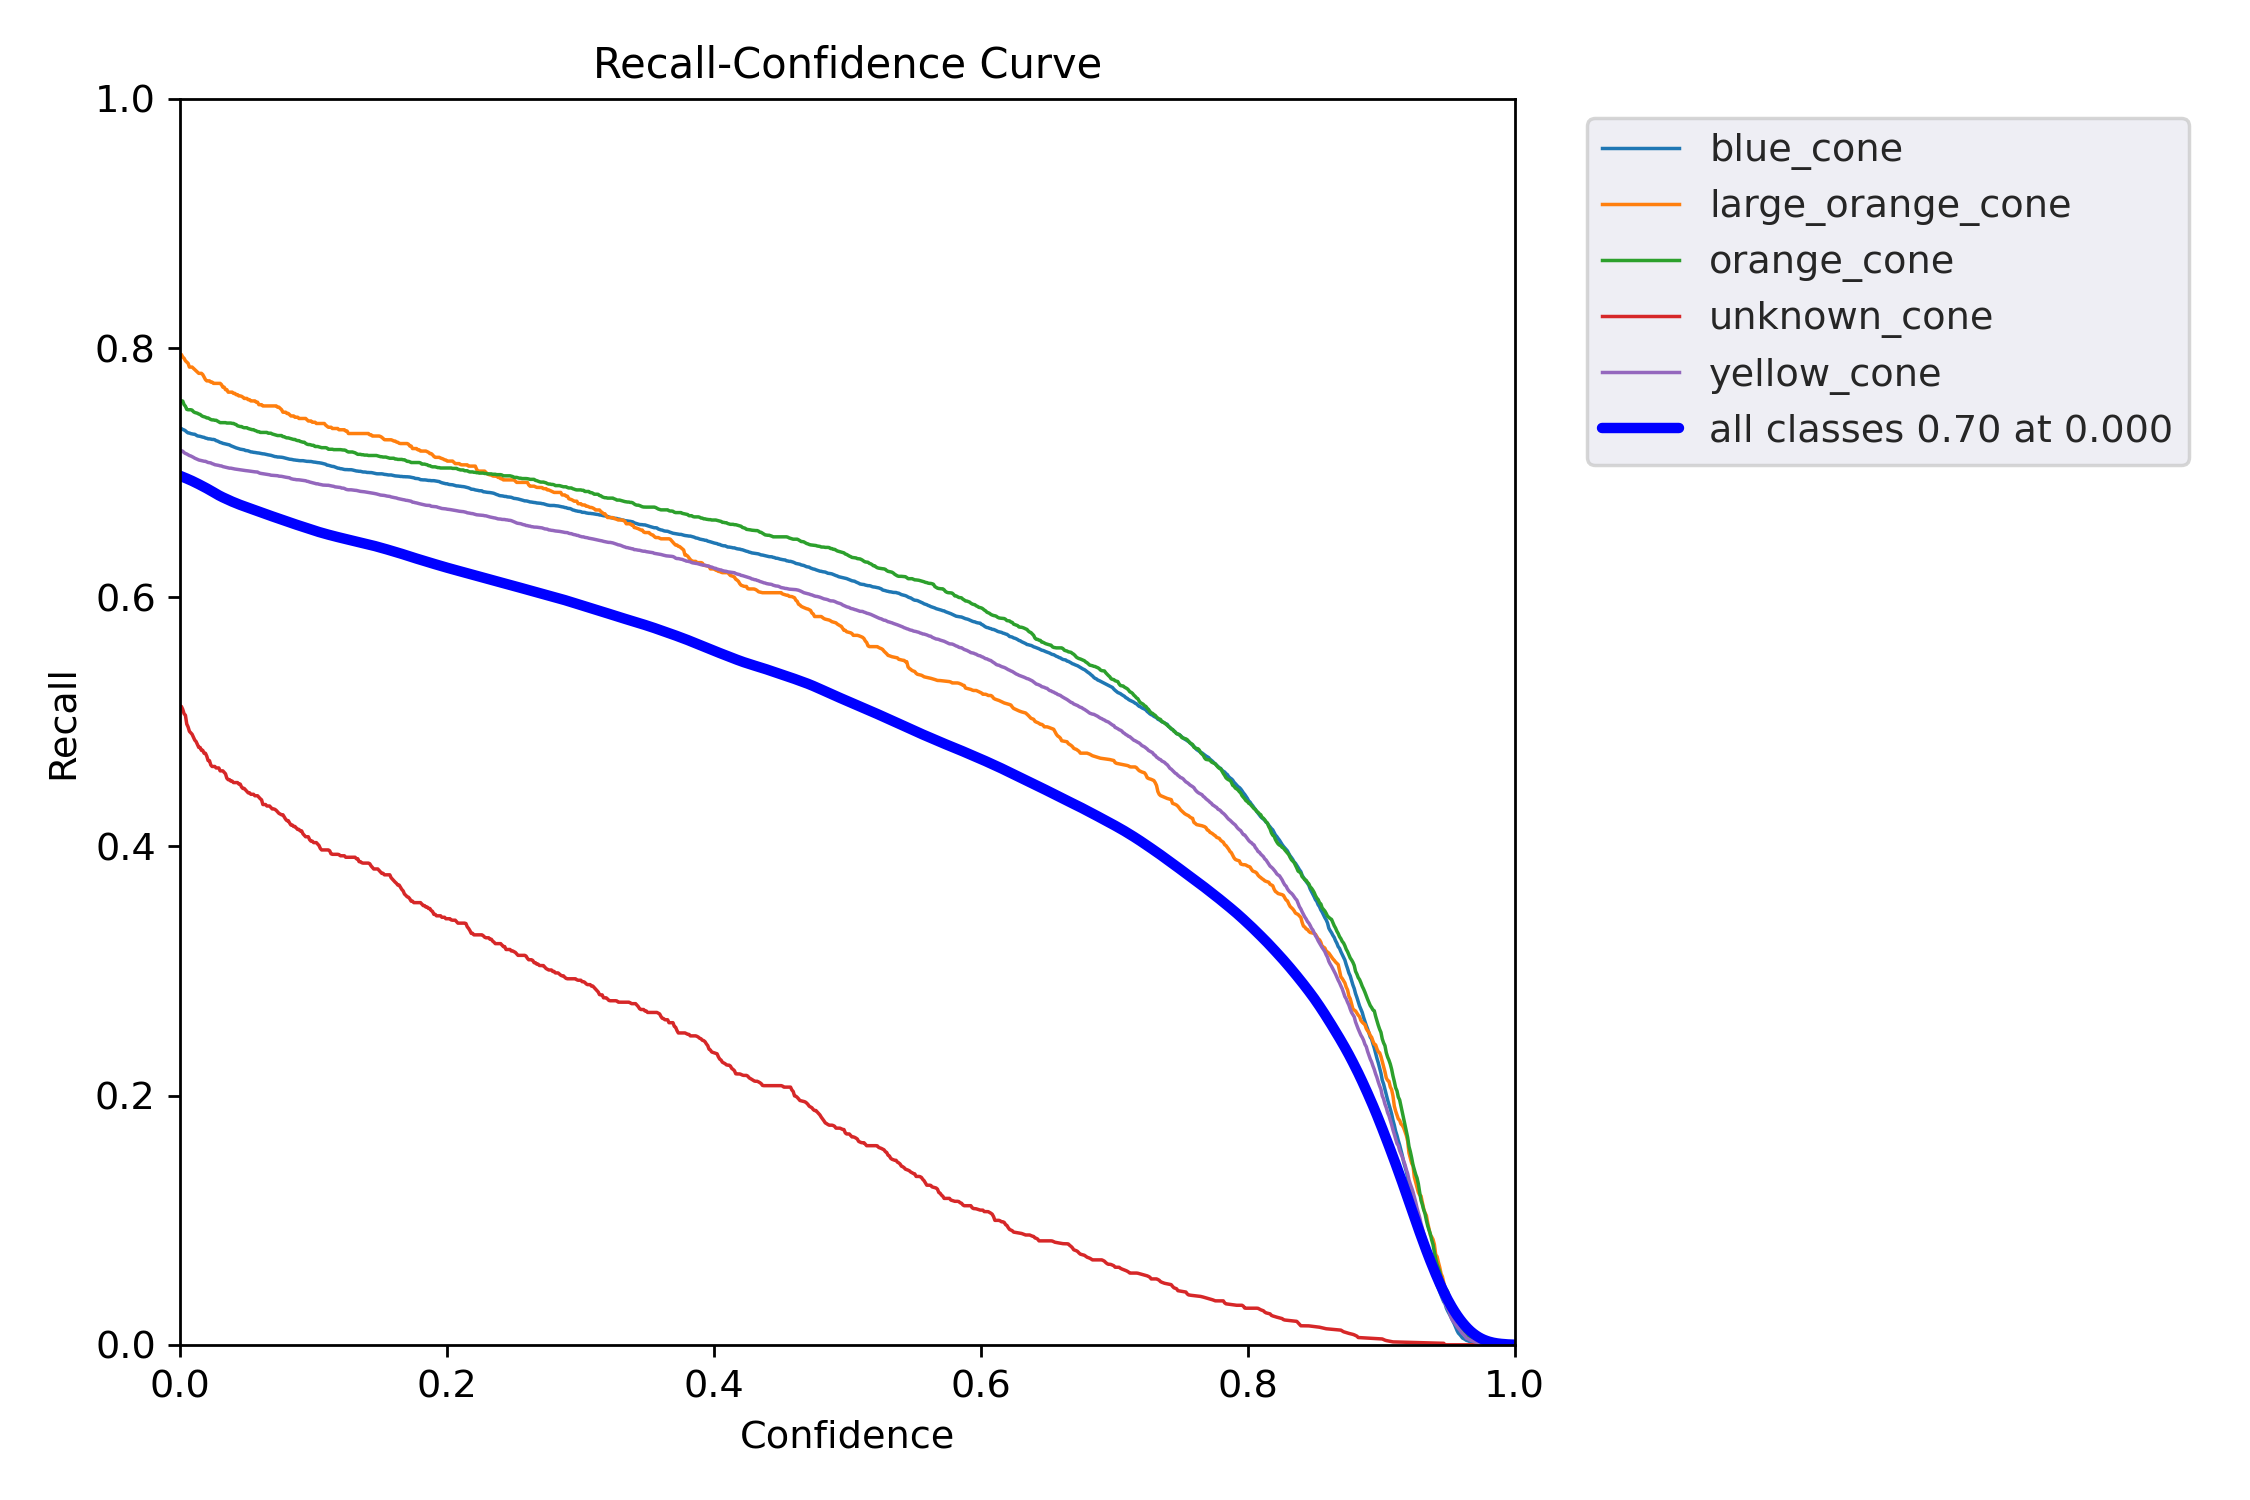 Recall-Confidence Curve
1.0
0.8
0.6
0.4
0.2
0.0
Recall
0.0 0.2 0.4 0.6 0.8 1.0
Confidence
blue_cone
large_orange_cone
orange_cone
unknown_cone
yellow_cone
all classes 0.70 at 0.000